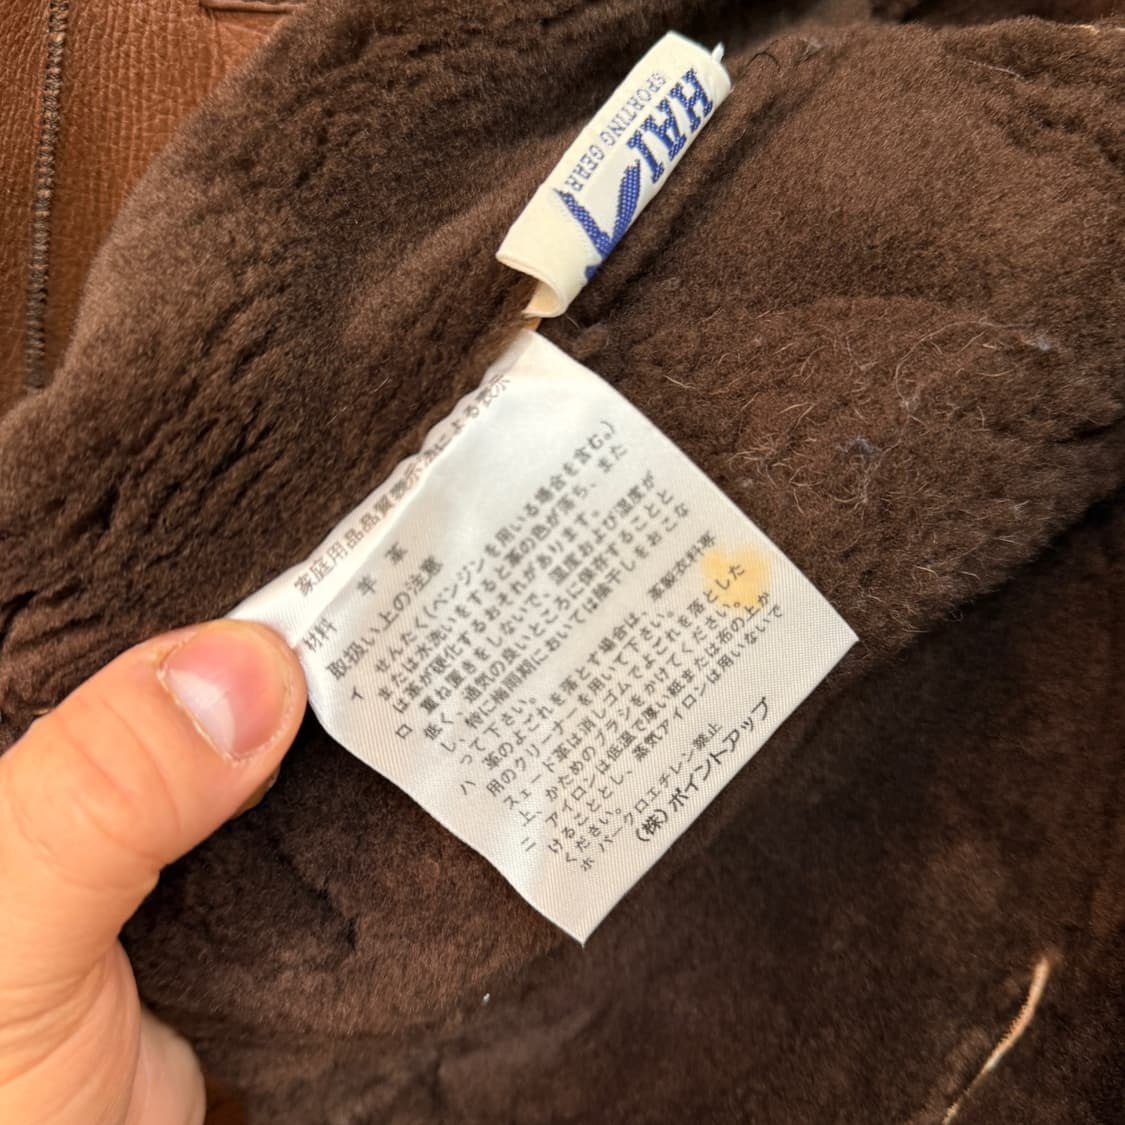 HAI
SPORTING GEAR
家庭用品品質表示法による表示
材料　羊　革
取扱い上の注意
イ　せんたく(ベンジンを用いる場合を含む。)
または水洗いをすると革の色が落ち、また
は革が硬化するおそれがあります。
ロ　重ね置きをしないで、温度および湿度が
低く、通気の良いところに保存することと
し、特に梅雨期においては陰干しをおこな
って下さい。
ハ　革のよごれを落とす場合は、革製衣料専
用のクリーナーを用いて下さい。
スェード革は消しゴムでよごれを落とした
上、かためのブラシをかけてください。
ニ　アイロンは低温で厚い紙または布の上か
けることとし、蒸気アイロンは用いないで
ください。
ホ　パークロエチレン禁止
(株)ポイントアップ